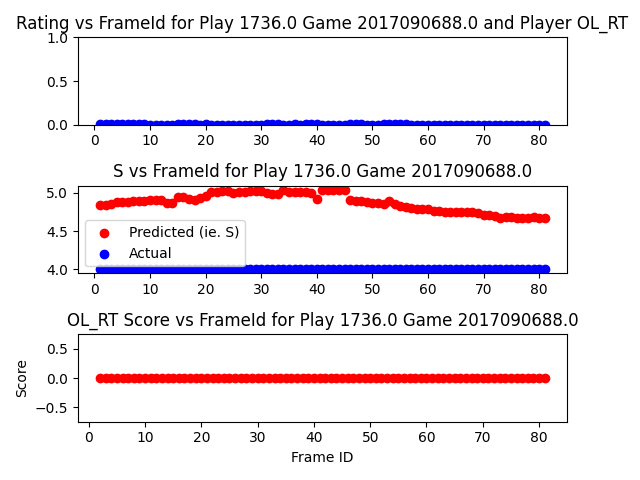 Rating vs FrameId for Play 1736.0 Game 2017090688.0 and Player OL_RT
1.0
0.5
0.0
0 10 20 30 40 50 60 70 80
S vs FrameId for Play 1736.0 Game 2017090688.0
5.0
4.5
4.0
Predicted (ie. S)
Actual
0 10 20 30 40 50 60 70 80
OL_RT Score vs FrameId for Play 1736.0 Game 2017090688.0
Score
0.5
0.0
−0.5
0 10 20 30 40 50 60 70 80
Frame ID